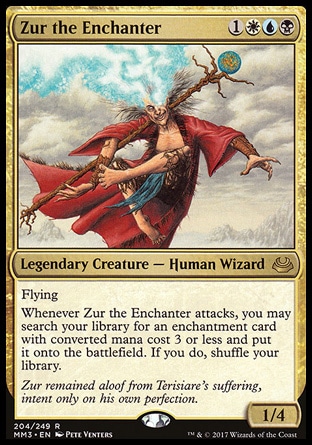 Zur the Enchanter 1
Legendary Creature — Human Wizard
Flying
Whenever Zur the Enchanter attacks, you may
search your library for an enchantment card
with converted mana cost 3 or less and put
it onto the battlefield. If you do, shuffle your
library.
Zur remained aloof from Terisiare's suffering,
intent only on his own perfection.
1/4
204/249 R
MM3 • EN Pete Venters
™ & © 2017 Wizards of the Coast